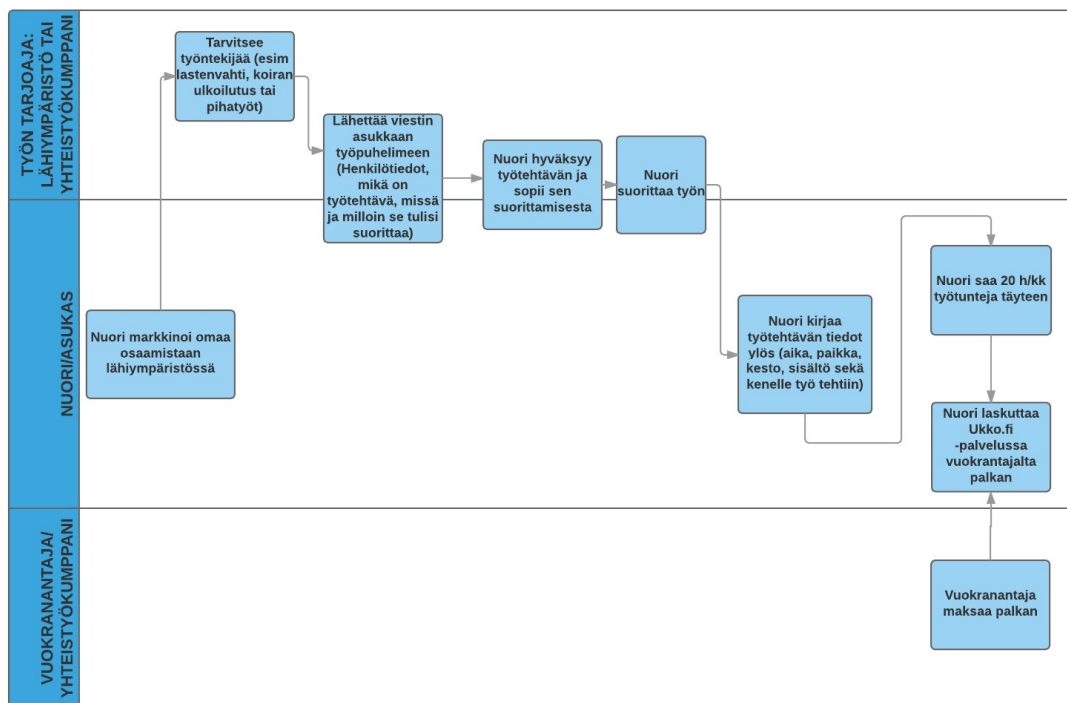 TYÖN TARJOAJA:
LÄHIYMPÄRISTÖ TAI
YHTEISTYÖKUMPPANI
Tarvitsee
työntekijää (esim
lastenvahti, koiran
ulkoilutus tai
pihatyöt)
Lähettää viestin
asukkaan
työpuhelimeen
(Henkilötiedot,
mikä on
työtehtävä, missä
ja milloin se tulisi
suorittaa)
Nuori hyväksyy
työtehtävän ja
sopii sen
suorittamisesta
Nuori
suorittaa työn
NUORI/ASUKAS
Nuori markkinoi omaa
osaamistaan
lähiympäristössä
Nuori kirjaa
työtehtävän tiedot
ylös (aika, paikka,
kesto, sisältö sekä
kenelle työ tehtiin)
Nuori saa 20 h/kk
työtunteja täyteen
Nuori laskuttaa
Ukko.fi
-palvelussa
vuokrantajalta
palkan
VUOKRANANTAJA/
YHTEISTYÖKUMPPANI
Vuokranantaja
maksaa palkan